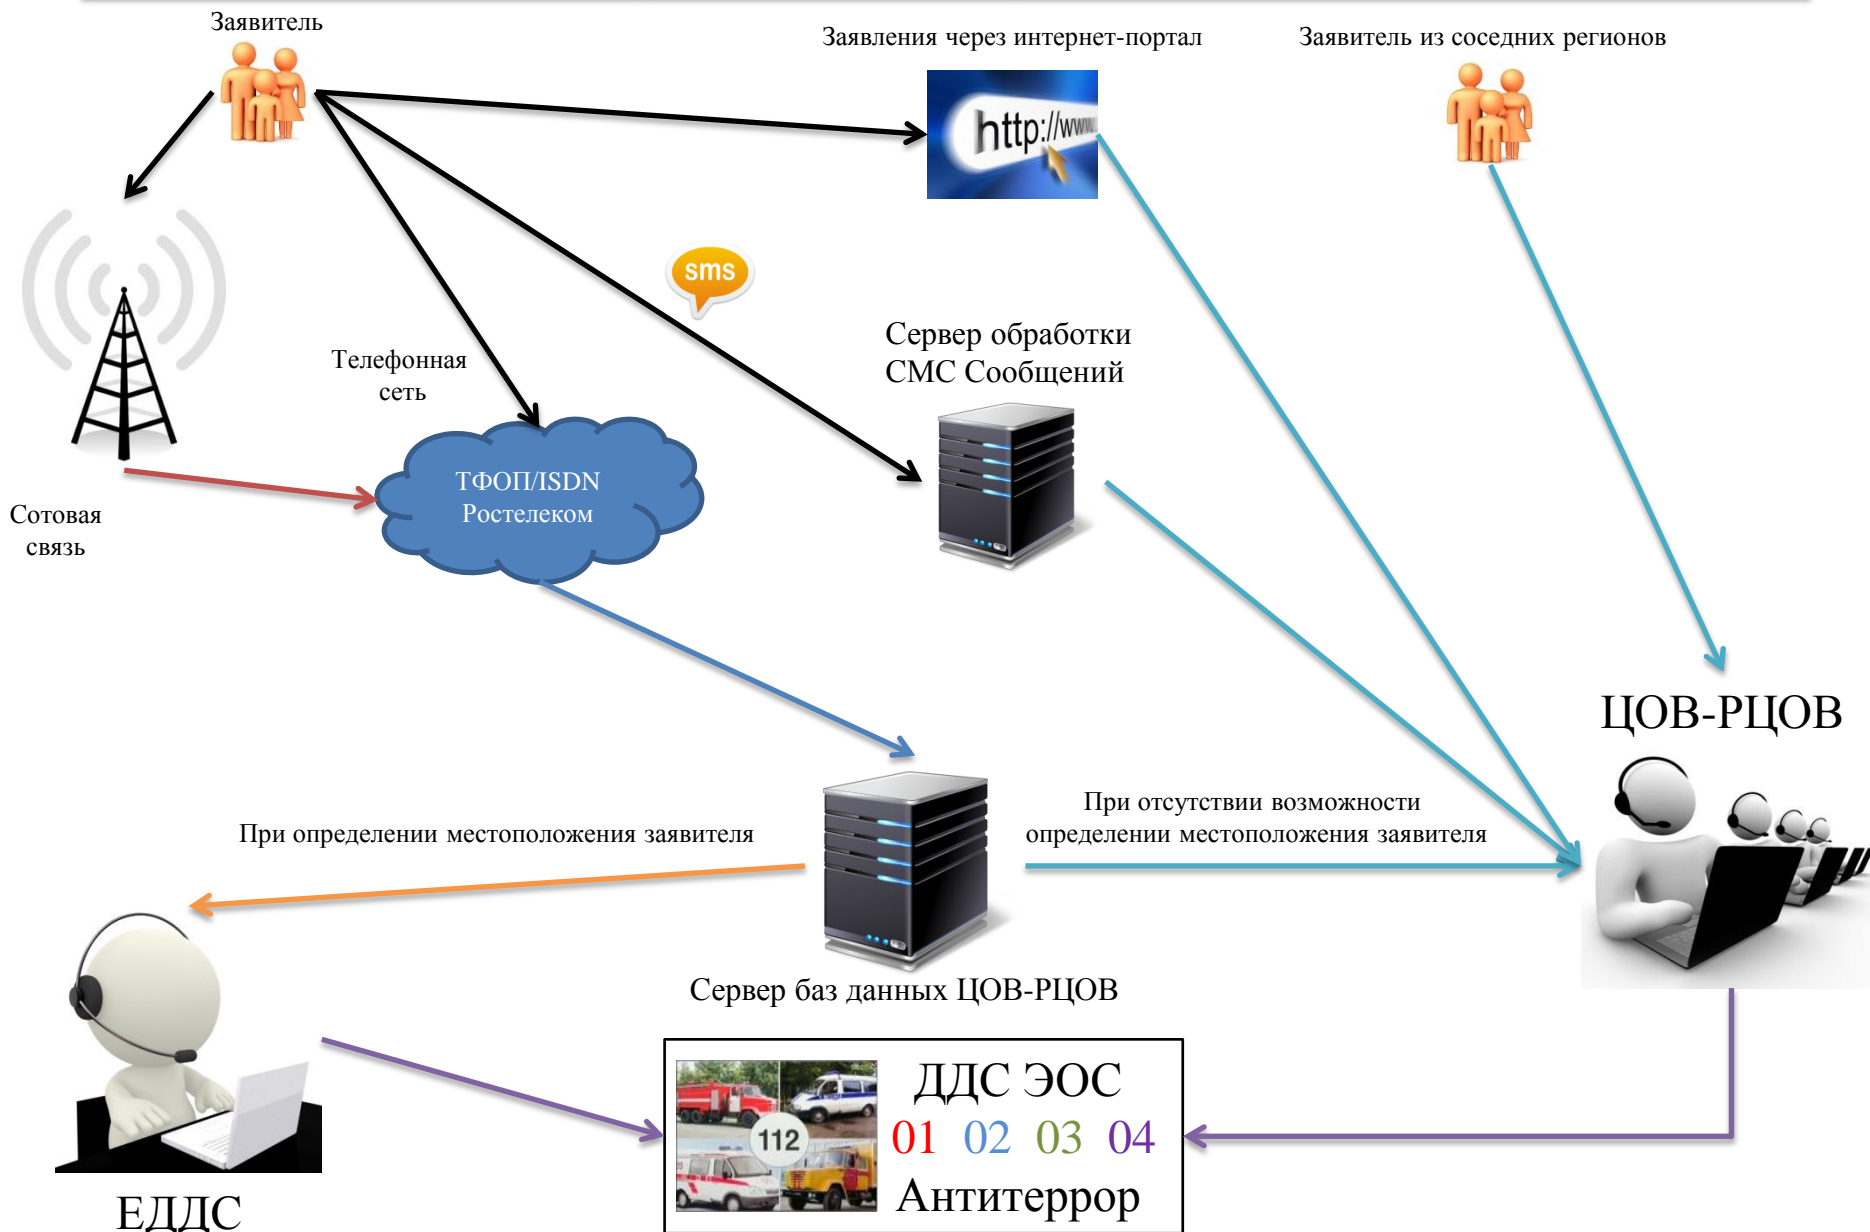 Заявитель
Заявления через интернет-портал
Заявитель из соседних регионов
http://www.
sms
Сервер обработки
СМС Сообщений
Телефонная
сеть
ТФОП/ISDN
Ростелеком
Сотовая
связь
ЦОВ-РЦОВ
При определении местоположения заявителя
При отсутствии возможности
определении местоположения заявителя
Сервер баз данных ЦОВ-РЦОВ
112
ДДС ЭОС
01 02 03 04
Антитеррор
ЕДДС